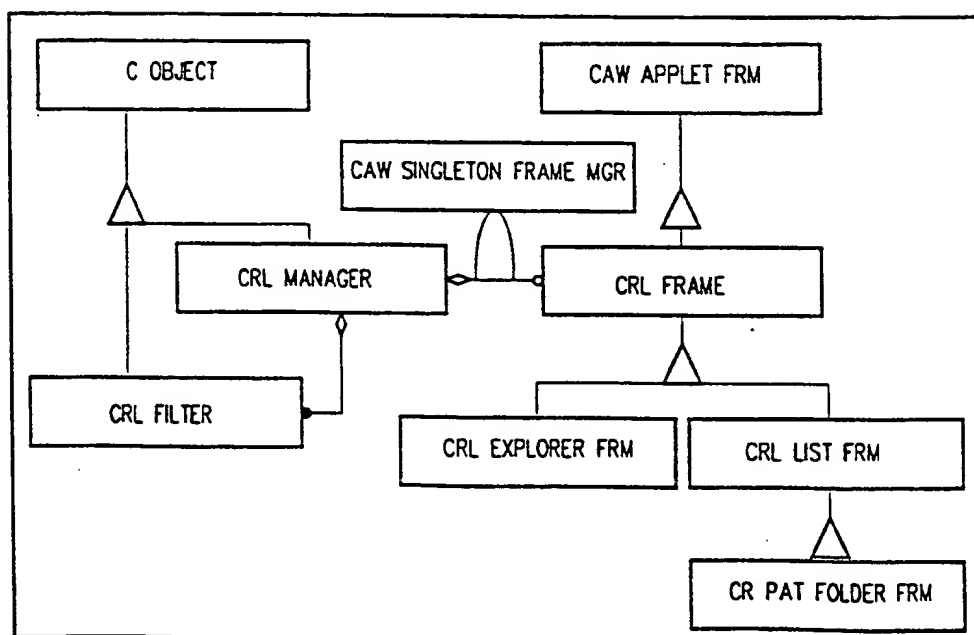 C OBJECT
CAW APPLET FRM
CAW SINGLETON FRAME MGR
CRL MANAGER
CRL FRAME
CRL FILTER
CRL EXPLORER FRM
CRL LIST FRM
CR PAT FOLDER FRM